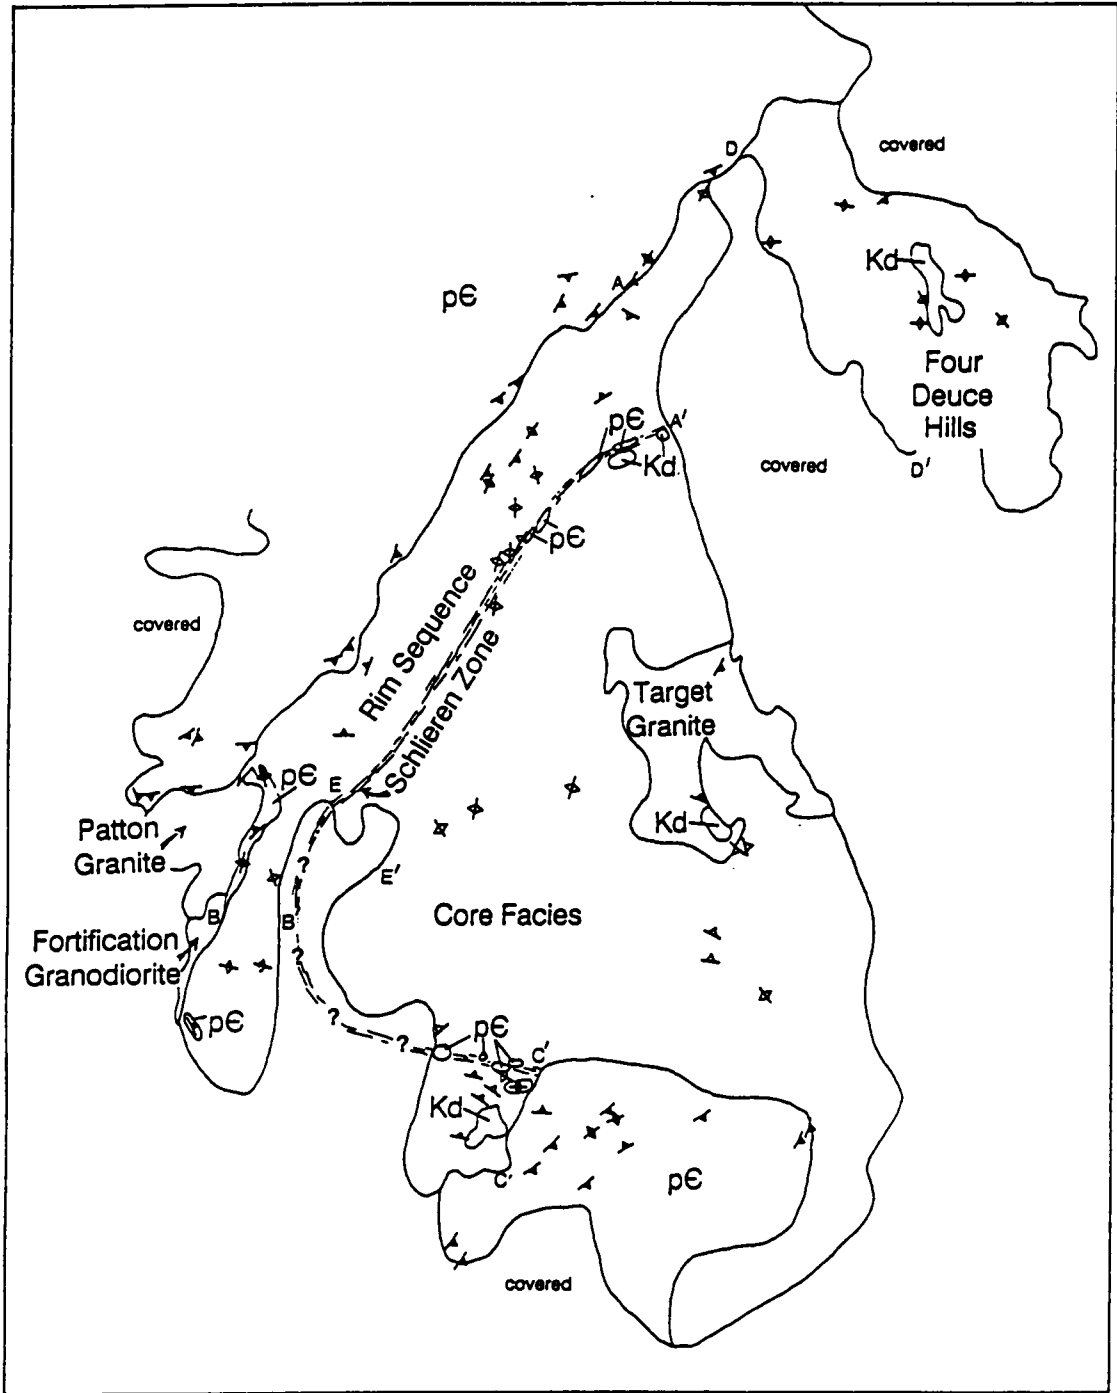 D
covered
Kd
A
pЄ
Four
Deuce
Hills
pЄ
A'
Kd
covered
D'
pЄ
covered
Rim Sequence
Schlieren Zone
Target
Granite
pЄ
E
Patton
Granite
Kd
E'
?
B
B
Core Facies
Fortification
Granodiorite
?
pЄ
?
?
pЄ
C'
Kd
C
pЄ
covered